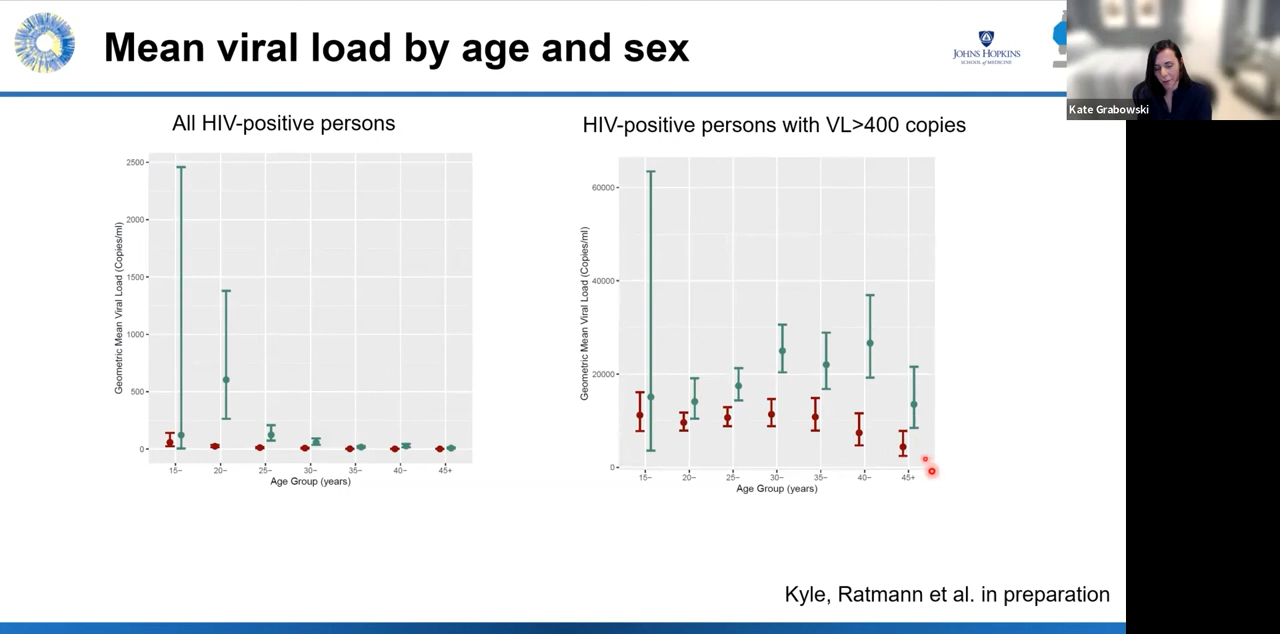 Mean viral load by age and sex
JOHNS HOPKINS
SCHOOL of MEDICINE
Kate Grabowski
All HIV-positive persons
HIV-positive persons with VL>400 copies
Geometric Mean Viral Load (Copies/ml)
2500
2000
1500
1000
500
0
15–
20–
25–
30–
35–
40–
45+
Age Group (years)
Geometric Mean Viral Load (Copies/ml)
60000
40000
20000
0
15–
20–
25–
30–
35–
40–
45+
Age Group (years)
Kyle, Ratmann et al. in preparation